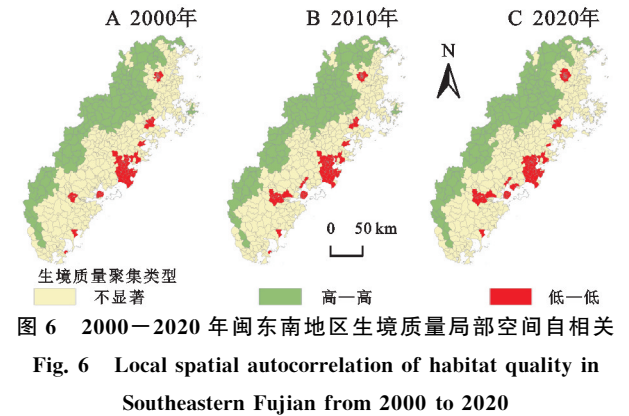 A 2000年
B 2010年
C 2020年
N
0 50 km
生境质量聚集类型
不显著
高—高
低—低
图 6 2000－2020 年闽东南地区生境质量局部空间自相关
Fig. 6 Local spatial autocorrelation of habitat quality in
Southeastern Fujian from 2000 to 2020